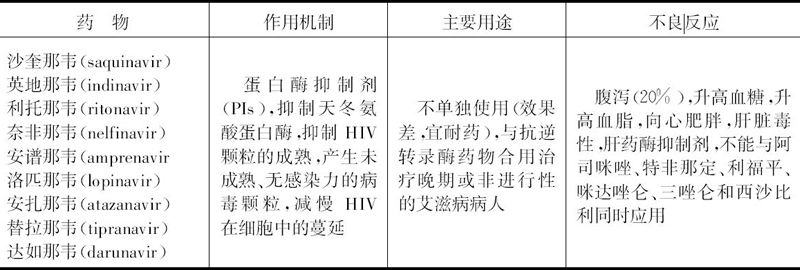 药 物
作用机制
主要用途
不良反应
沙奎那韦(saquinavir)
英地那韦(indinavir)
利托那韦(ritonavir)
奈非那韦(nelfinavir)
安谱那韦(amprenavir
洛匹那韦(lopinavir)
安扎那韦(atazanavir)
替拉那韦(tipranavir)
达如那韦(darunavir)
蛋白酶抑制剂
(PIs),抑制天冬氨
酸蛋白酶,抑制 HIV
颗粒的成熟,产生未
成熟、无感染力的病
毒颗粒,减慢 HIV
在细胞中的蔓延
不单独使用(效果
差,宜耐药),与抗逆
转录酶药物合用治
疗晚期或非进行性
的艾滋病病人
腹泻(20%),升高血糖,升
高血脂,向心肥胖,肝脏毒
性,肝药酶抑制剂,不能与阿
司咪唑、特非那定、利福平、
咪达唑仑、三唑仑和西沙比
利同时应用